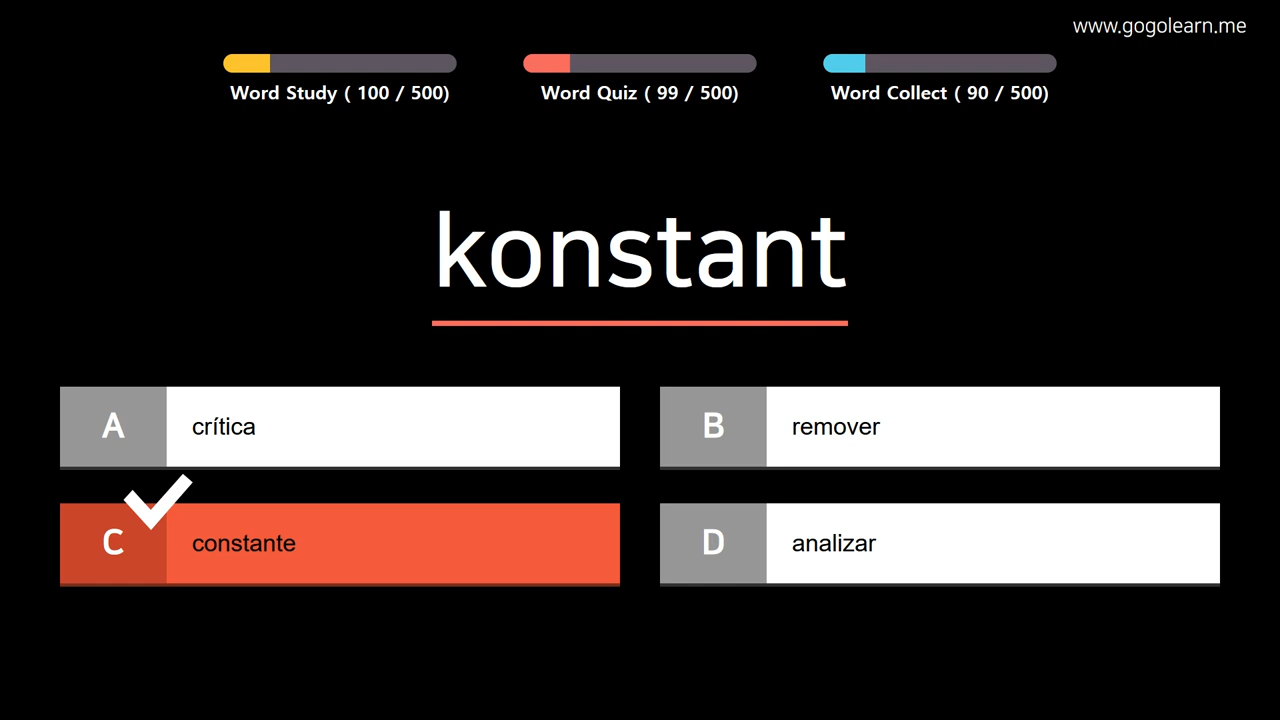 www.gogolearn.me
Word Study ( 100 / 500)
Word Quiz ( 99 / 500)
Word Collect ( 90 / 500)
konstant
A crítica
B remover
C constante
D analizar